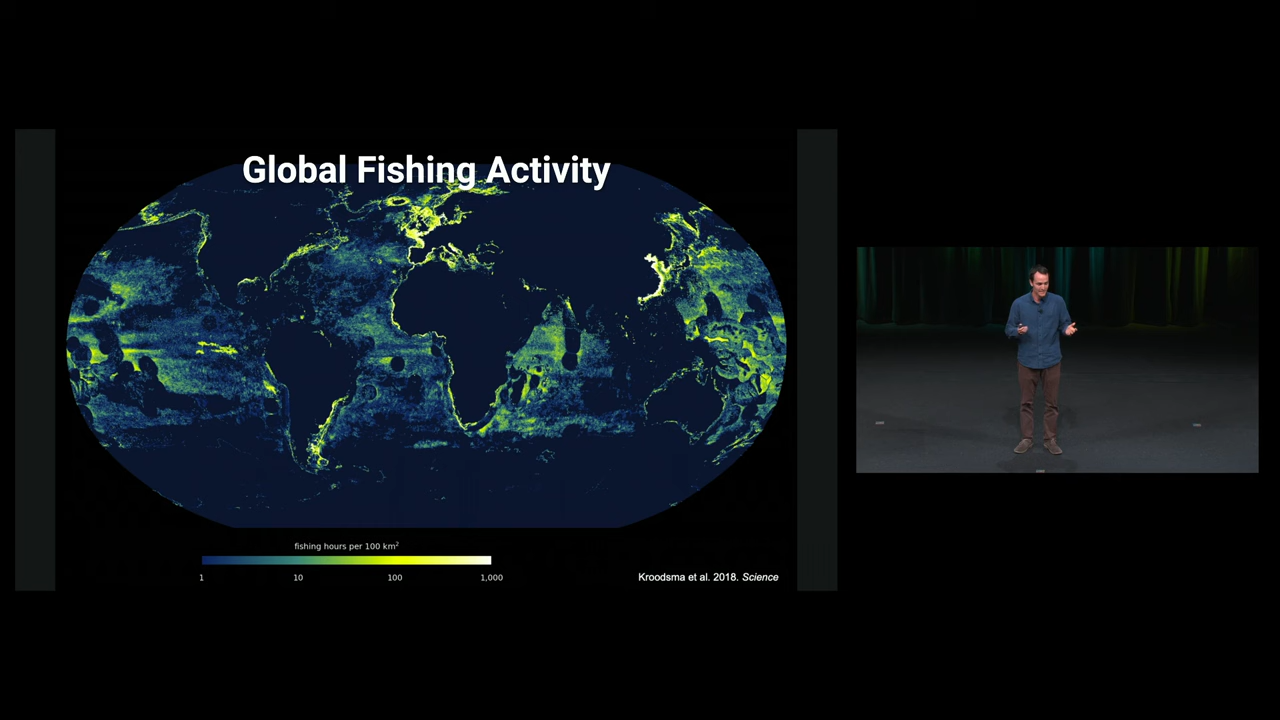 Global Fishing Activity
fishing hours per 100 km²
1 10 100 1,000
Kroodsma et al. 2018. Science